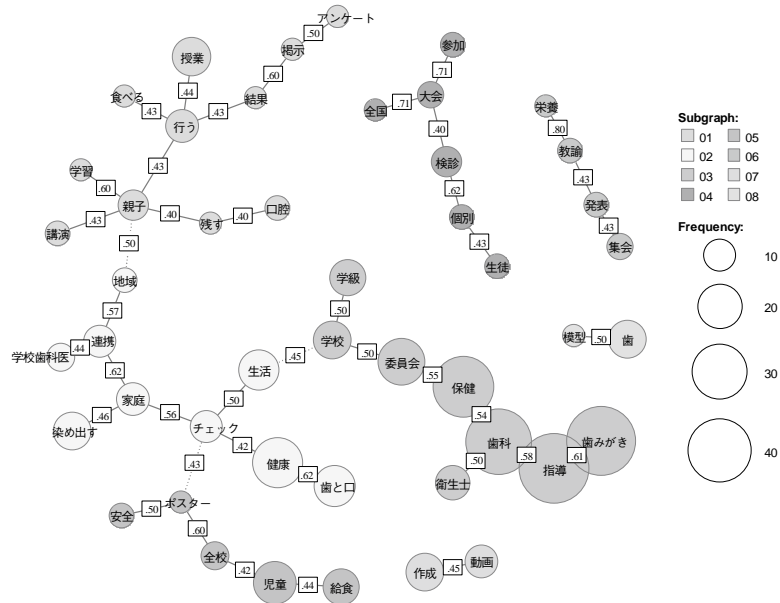 アンケート
.50
掲示
.60
授業
.44
食べる
.43
.43
結果
行う
.43
学習
.60
親子
.43
講演
.40
残す
.40
口腔
.50
地域
.57
学校歯科医
.44
連携
.62
家庭
.46
染め出す
.56
チェック
.50
生活
.45
学級
.50
学校
.50
委員会
.55
保健
.54
歯科
.50
衛生士
.58
指導
.61
歯みがき
.42
健康
.62
歯と口
.43
ポスター
.50
安全
.60
全校
.42
児童
.44
給食
作成
.45
動画
参加
.71
大会
.71
全国
.40
検診
.62
個別
.43
生徒
栄養
.80
教諭
.43
発表
.43
集会
模型
.50
歯
Subgraph:
01 05
02 06
03 07
04 08
Frequency:
10
20
30
40